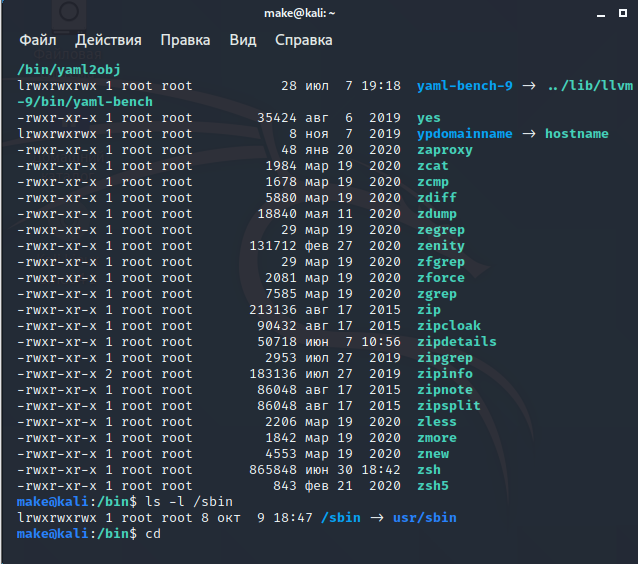 make@kali: ~
Файл Действия Правка Вид Справка
/bin/yaml2obj
lrwxrwxrwx 1 root root 28 июл 7 19:18 yaml-bench-9 → ../lib/llvm
-9/bin/yaml-bench
-rwxr-xr-x 1 root root 35424 авг 6 2019 yes
lrwxrwxrwx 1 root root 8 ноя 7 2019 ypdomainname → hostname
-rwxr-xr-x 1 root root 48 янв 20 2020 zaproxy
-rwxr-xr-x 1 root root 1984 мар 19 2020 zcat
-rwxr-xr-x 1 root root 1678 мар 19 2020 zcmp
-rwxr-xr-x 1 root root 5880 мар 19 2020 zdiff
-rwxr-xr-x 1 root root 18840 мая 11 2020 zdump
-rwxr-xr-x 1 root root 29 мар 19 2020 zegrep
-rwxr-xr-x 1 root root 131712 фев 27 2020 zenity
-rwxr-xr-x 1 root root 29 мар 19 2020 zfgrep
-rwxr-xr-x 1 root root 2081 мар 19 2020 zforce
-rwxr-xr-x 1 root root 7585 мар 19 2020 zgrep
-rwxr-xr-x 1 root root 213136 авг 17 2015 zip
-rwxr-xr-x 1 root root 90432 авг 17 2015 zipcloak
-rwxr-xr-x 1 root root 50718 июн 7 10:56 zipdetails
-rwxr-xr-x 1 root root 2953 июл 27 2019 zipgrep
-rwxr-xr-x 2 root root 183136 июл 27 2019 zipinfo
-rwxr-xr-x 1 root root 86048 авг 17 2015 zipnote
-rwxr-xr-x 1 root root 86048 авг 17 2015 zipsplit
-rwxr-xr-x 1 root root 2206 мар 19 2020 zless
-rwxr-xr-x 1 root root 1842 мар 19 2020 zmore
-rwxr-xr-x 1 root root 4553 мар 19 2020 znew
-rwxr-xr-x 1 root root 865848 июн 30 18:42 zsh
-rwxr-xr-x 1 root root 843 фев 21 2020 zsh5
make@kali:/bin$ ls -l /sbin
lrwxrwxrwx 1 root root 8 окт 9 18:47 /sbin → usr/sbin
make@kali:/bin$ cd